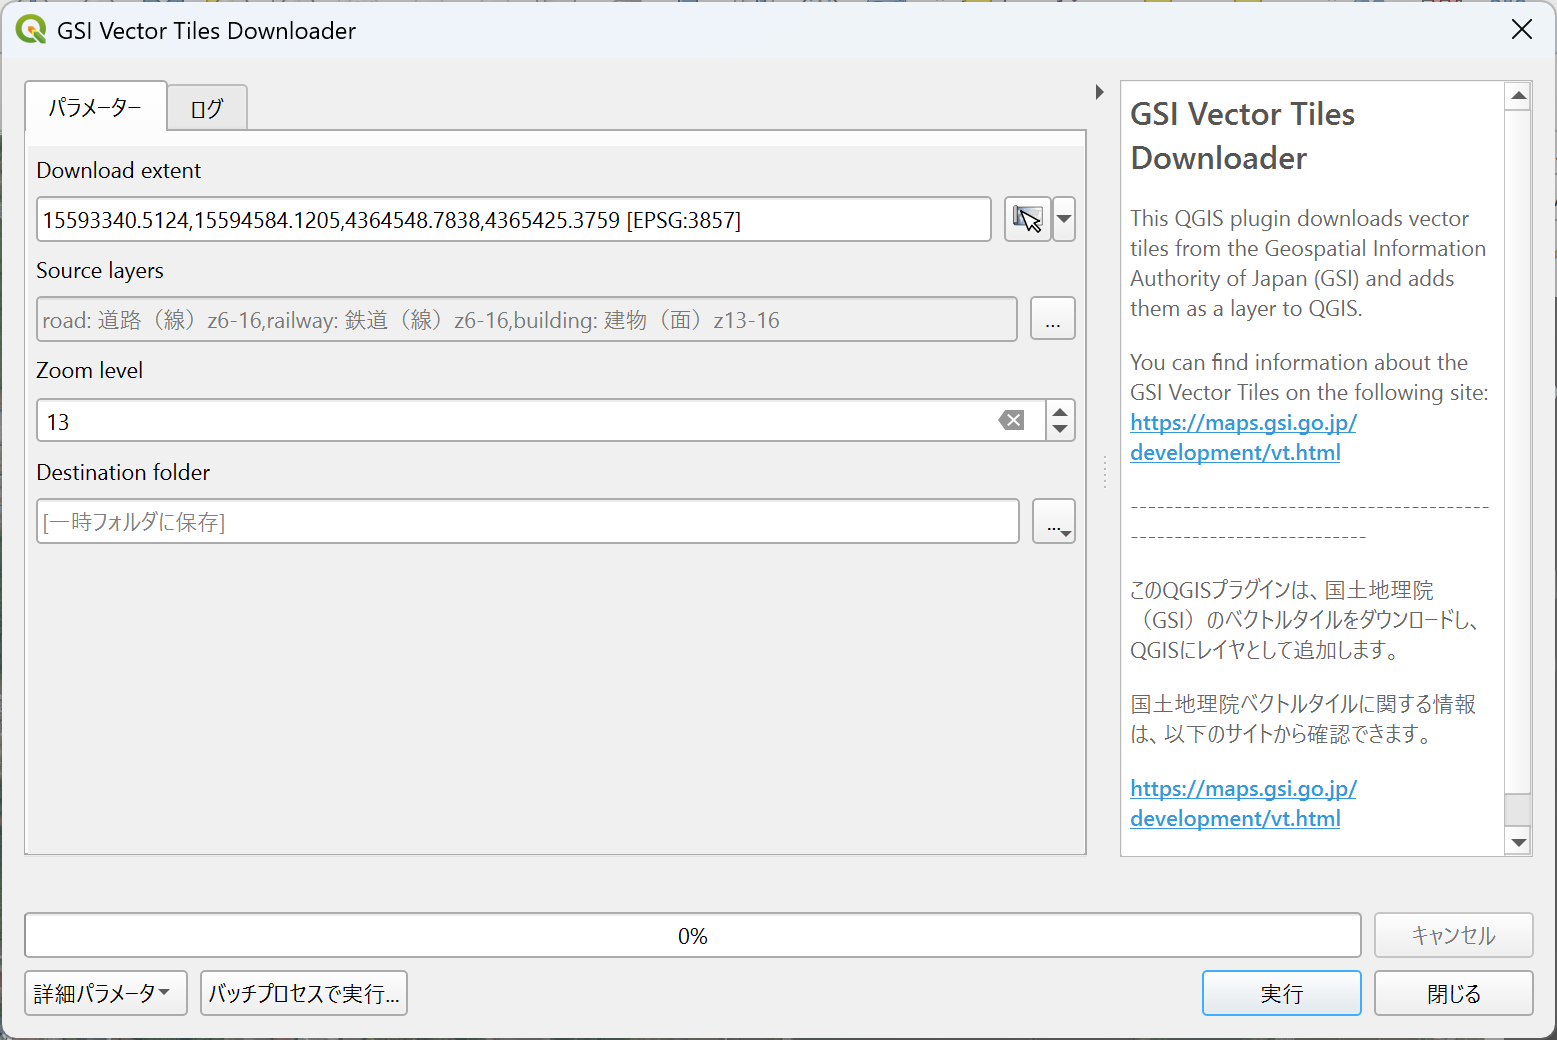 GSI Vector Tiles Downloader
パラメーター
ログ
Download extent
15593340.5124,15594584.1205,4364548.7838,4365425.3759 [EPSG:3857]
Source layers
road: 道路（線）z6-16,railway: 鉄道（線）z6-16,building: 建物（面）z13-16
...
Zoom level
13
Destination folder
[一時フォルダに保存]
...
GSI Vector Tiles
Downloader
This QGIS plugin downloads vector
tiles from the Geospatial Information
Authority of Japan (GSI) and adds
them as a layer to QGIS.
You can find information about the
GSI Vector Tiles on the following site:
https://maps.gsi.go.jp/
development/vt.html
-----------------------------------------
---------------------------
このQGISプラグインは、国土地理院
（GSI）のベクトルタイルをダウンロードし、
QGISにレイヤとして追加します。
国土地理院ベクトルタイルに関する情報
は、以下のサイトから確認できます。
https://maps.gsi.go.jp/
development/vt.html
0%
キャンセル
詳細パラメータ
バッチプロセスで実行...
実行
閉じる